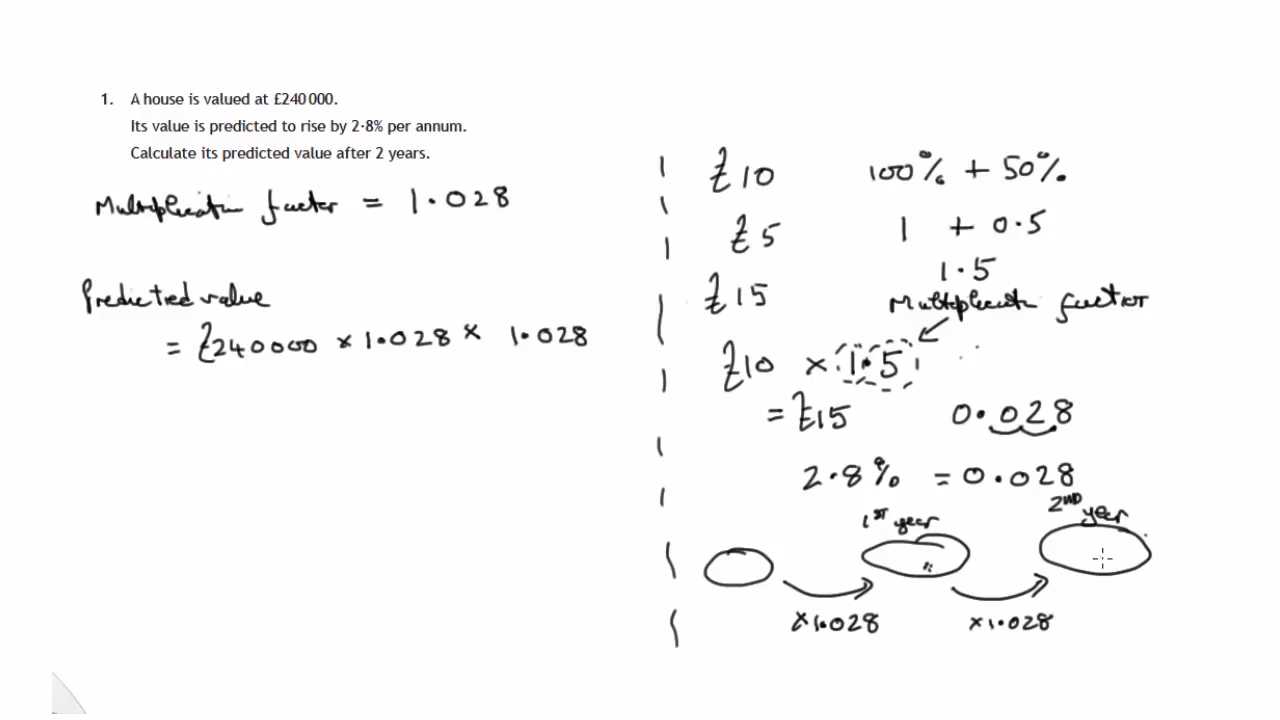 1. A house is valued at £240 000.
Its value is predicted to rise by 2·8% per annum.
Calculate its predicted value after 2 years.
Multiplication factor = 1·028
Predicted value
= £240000 × 1·028 × 1·028
£10 100% + 50%
£5 1 + 0·5
1·5
£15 Multiplication factor
£10 × 1·5
= £15 0·028
2·8% = 0·028
1ST year 2ND year
×1·028 ×1·028